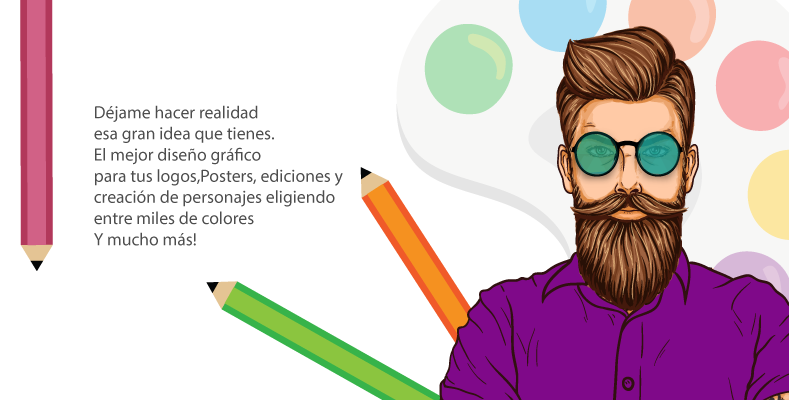 Déjame hacer realidad
esa gran idea que tienes.
El mejor diseño gráfico
para tus logos,Posters, ediciones y
creación de personajes eligiendo
entre miles de colores
Y mucho más!